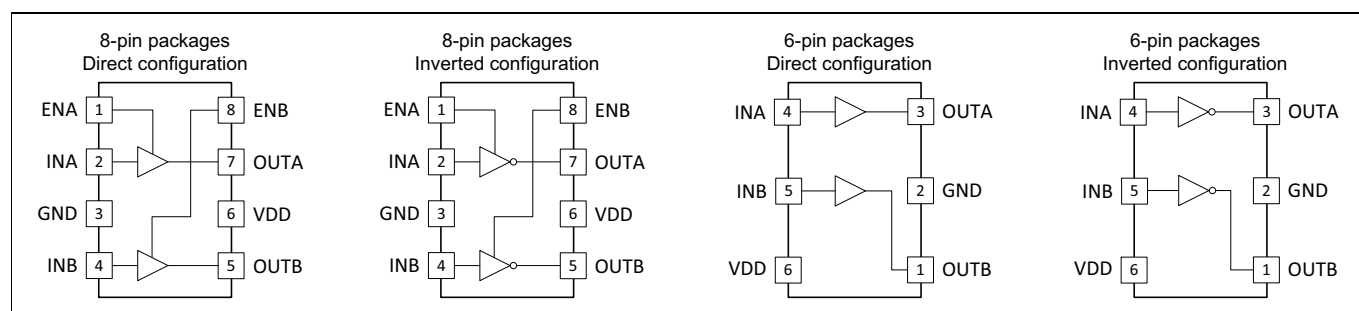 8-pin packages
Direct configuration
ENA 1 8 ENB
INA 2 7 OUTA
GND 3 6 VDD
INB 4 5 OUTB
8-pin packages
Inverted configuration
ENA 1 8 ENB
INA 2 7 OUTA
GND 3 6 VDD
INB 4 5 OUTB
6-pin packages
Direct configuration
INA 4 3 OUTA
INB 5 2 GND
VDD 6 1 OUTB
6-pin packages
Inverted configuration
INA 4 3 OUTA
INB 5 2 GND
VDD 6 1 OUTB